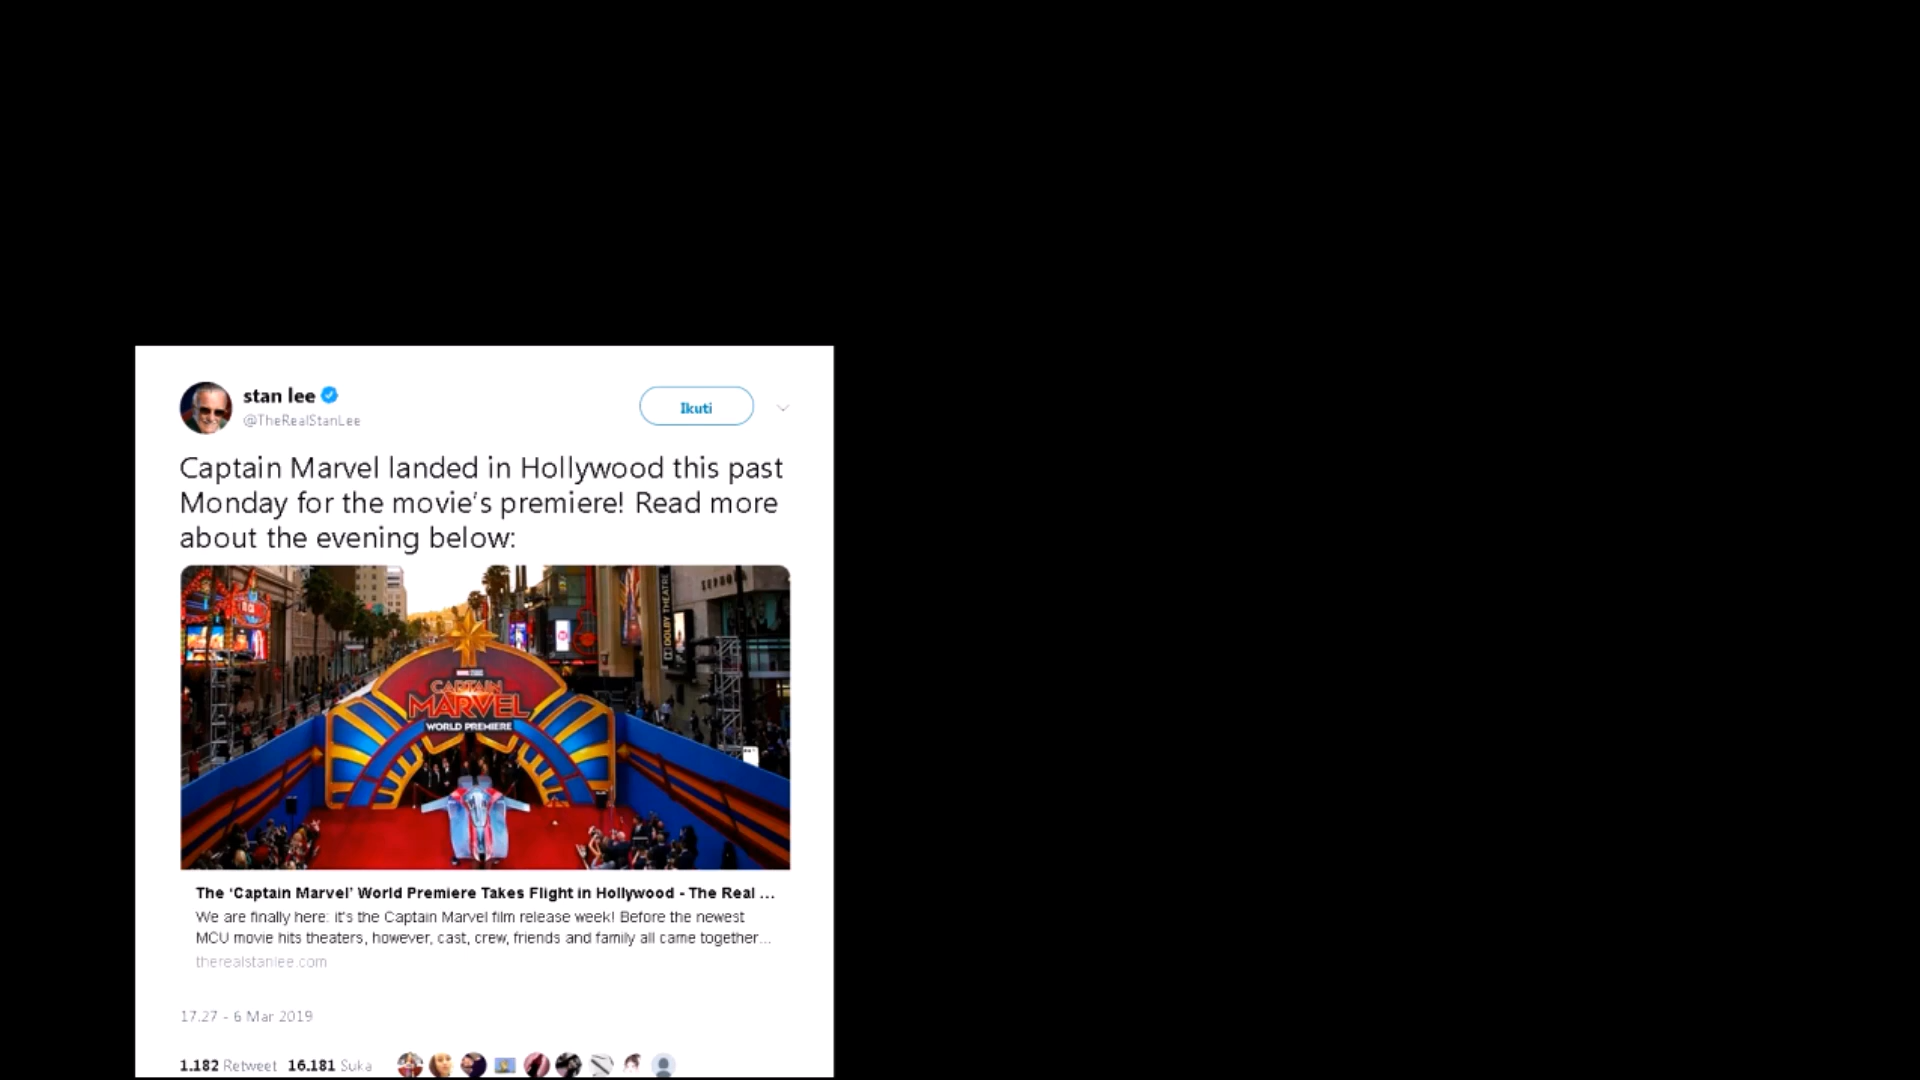 stan lee
@TheRealStanLee
Ikuti
Captain Marvel landed in Hollywood this past
Monday for the movie's premiere! Read more
about the evening below:
DOLBY THEATRE
CAPTAIN
MARVEL
WORLD PREMIERE
The 'Captain Marvel' World Premiere Takes Flight in Hollywood - The Real ...
We are finally here: it's the Captain Marvel film release week! Before the newest
MCU movie hits theaters, however, cast, crew, friends and family all came together...
therealstanlee.com
17.27 - 6 Mar 2019
1.182 Retweet 16.181 Suka